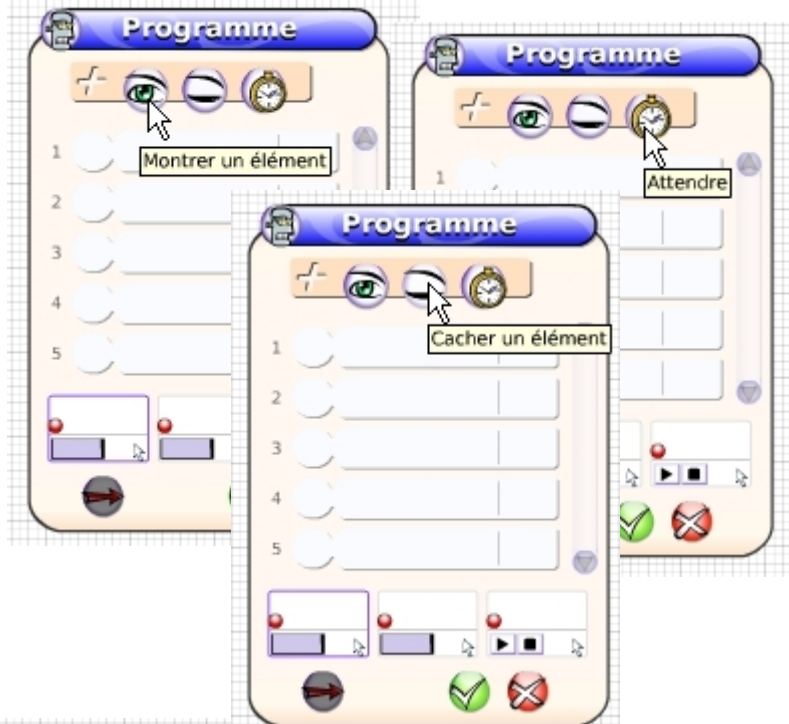 Programme
Montrer un élément
1
2
3
4
5
Programme
Attendre
1
Programme
Cacher un élément
1
2
3
4
5